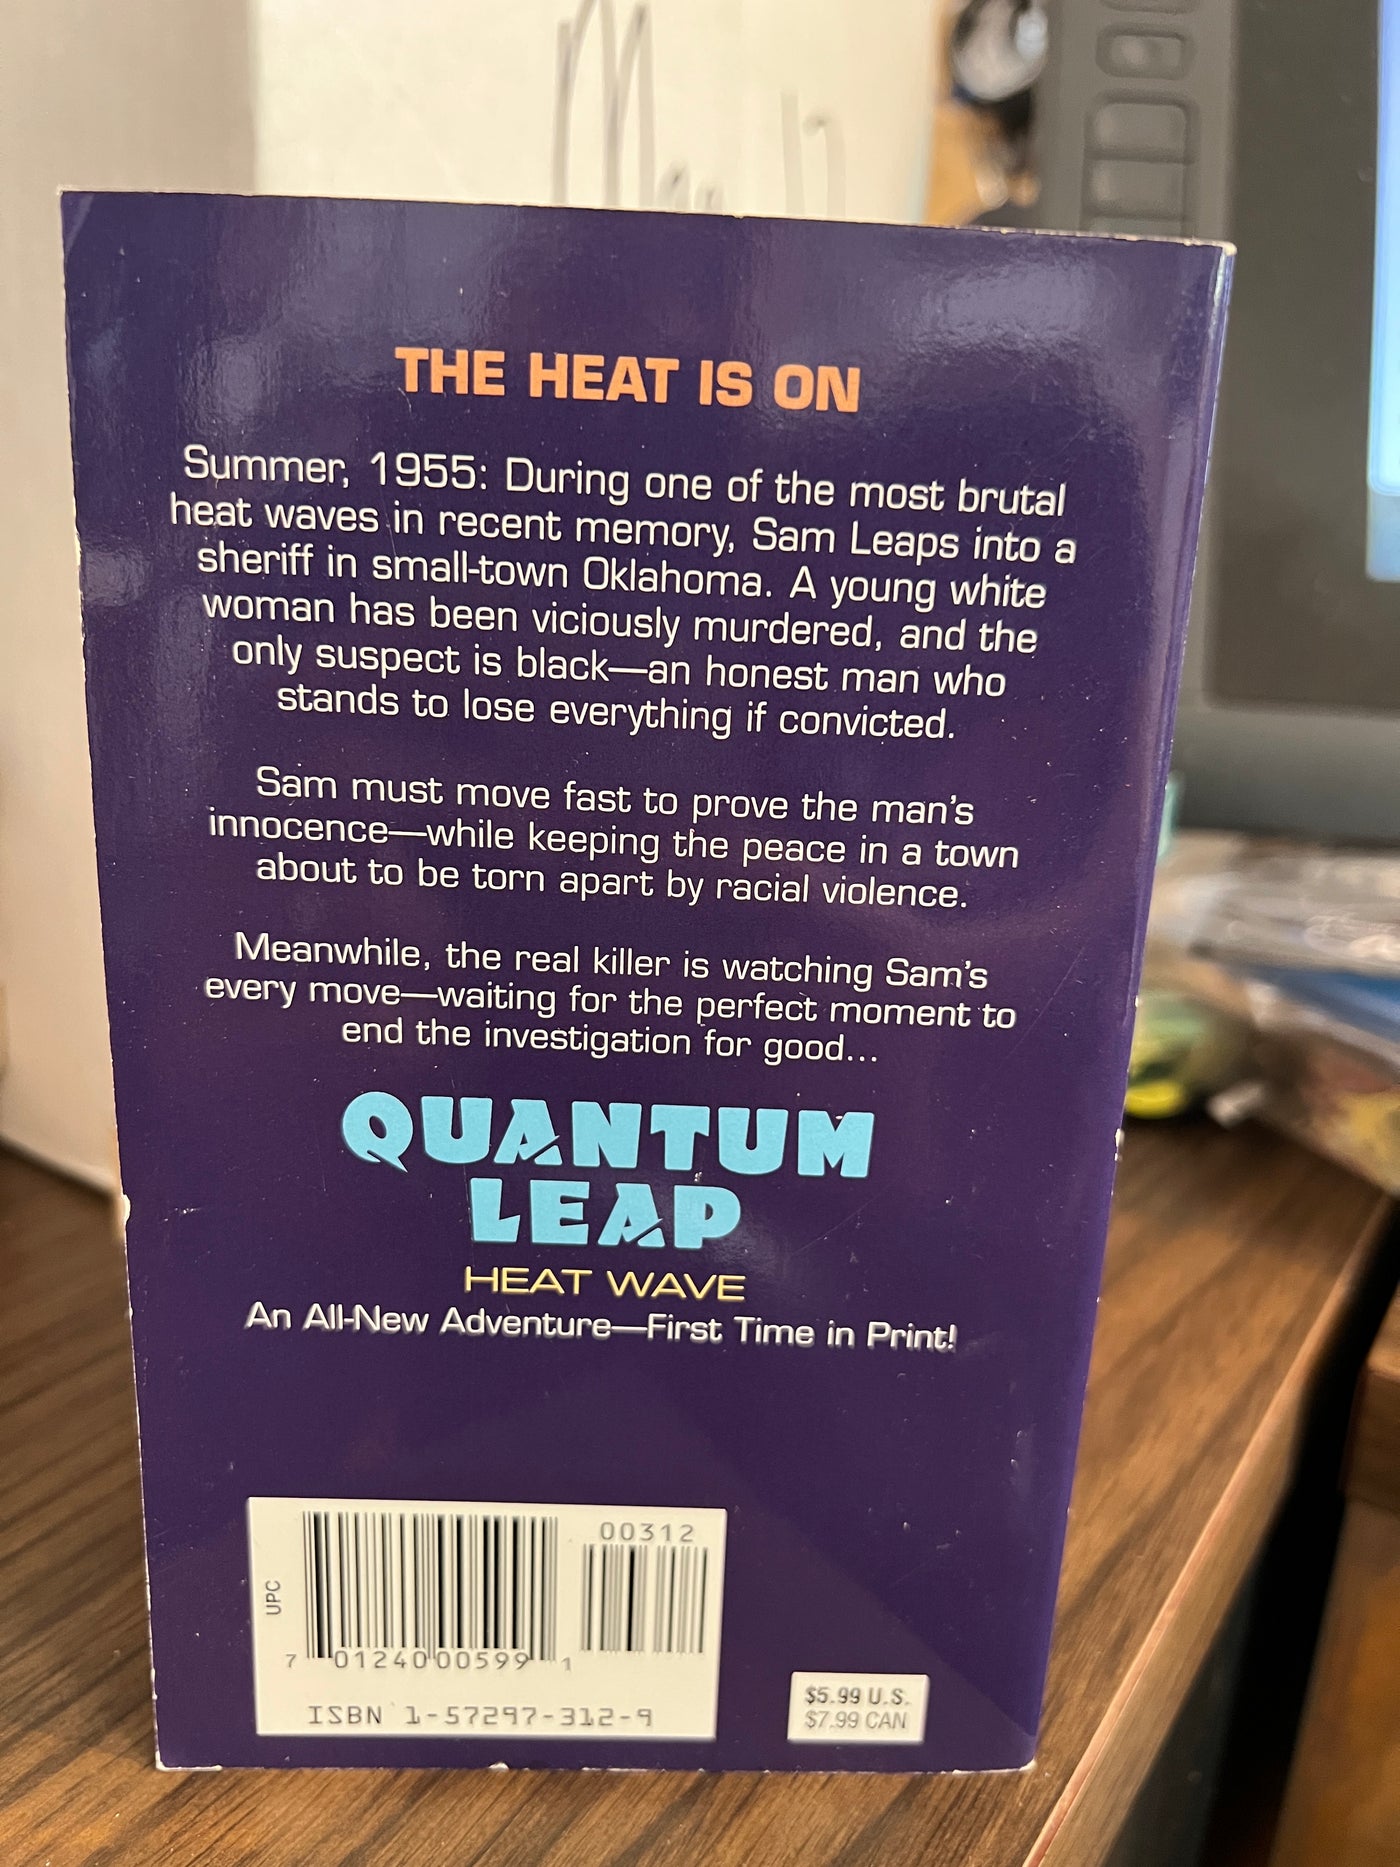 THE HEAT IS ON
Summer, 1955: During one of the most brutal
heat waves in recent memory, Sam Leaps into a
sheriff in small-town Oklahoma. A young white
woman has been viciously murdered, and the
only suspect is black—an honest man who
stands to lose everything if convicted.
Sam must move fast to prove the man's
innocence—while keeping the peace in a town
about to be torn apart by racial violence.
Meanwhile, the real killer is watching Sam's
every move—waiting for the perfect moment to
end the investigation for good...
QUANTUM
LEAP
HEAT WAVE
An All-New Adventure—First Time in Print!
00312
UPC
7 01240 00599 1
ISBN 1-57297-312-9
$5.99 U.S.
$7.99 CAN